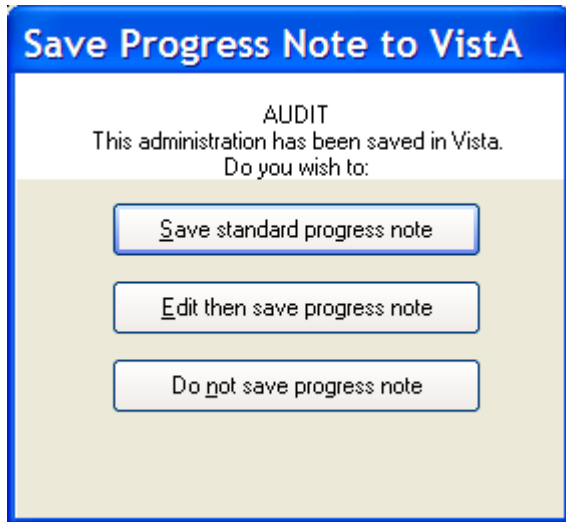 Save Progress Note to VistA
AUDIT
This administration has been saved in Vista.
Do you wish to:
Save standard progress note
Edit then save progress note
Do not save progress note